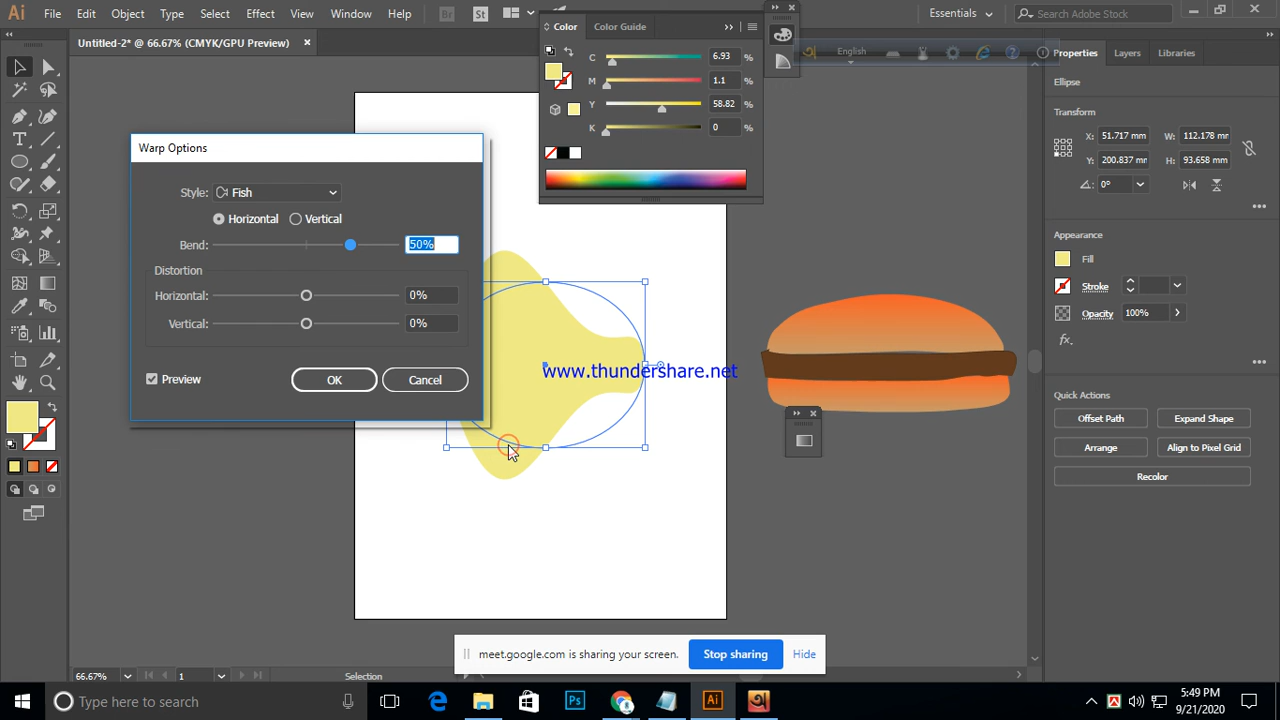 Ai File Edit Object Type Select Effect View Window Help Br St Essentials Search Adobe Stock
Untitled-2* @ 66.67% (CMYK/GPU Preview) ×
Color Color Guide
C 6.93 %
M 1.1 %
Y 58.82 %
K 0 %
English
Properties Layers Libraries
Ellipse
Transform
X: 51.717 mm W: 112.178 mm
Y: 200.837 mm H: 93.658 mm
0°
Appearance
Fill
Stroke
Opacity 100%
fx.
Quick Actions
Offset Path Expand Shape
Arrange Align to Pixel Grid
Recolor
Warp Options
Style: Fish
Horizontal Vertical
Bend: 50%
Distortion
Horizontal: 0%
Vertical: 0%
Preview OK Cancel
www.thundershare.net
meet.google.com is sharing your screen. Stop sharing Hide
66.67% 1 Selection
Type here to search
Ps Ai
5:49 PM
9/21/2020